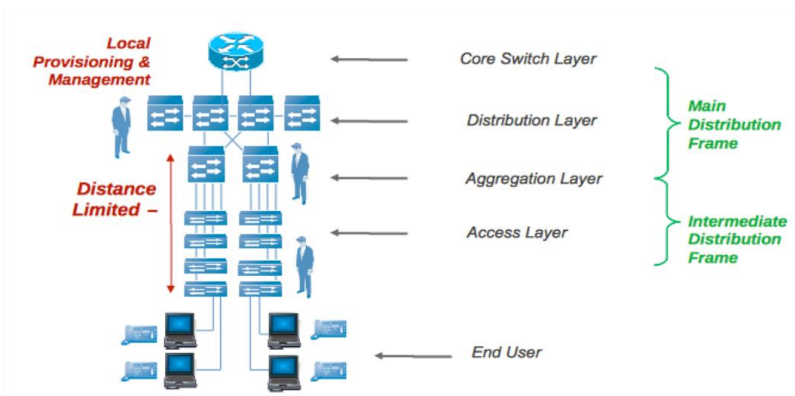 Local
Provisioning &
Management
Core Switch Layer
Distribution Layer
Main
Distribution
Frame
Distance
Limited –
Aggregation Layer
Access Layer
Intermediate
Distribution
Frame
End User